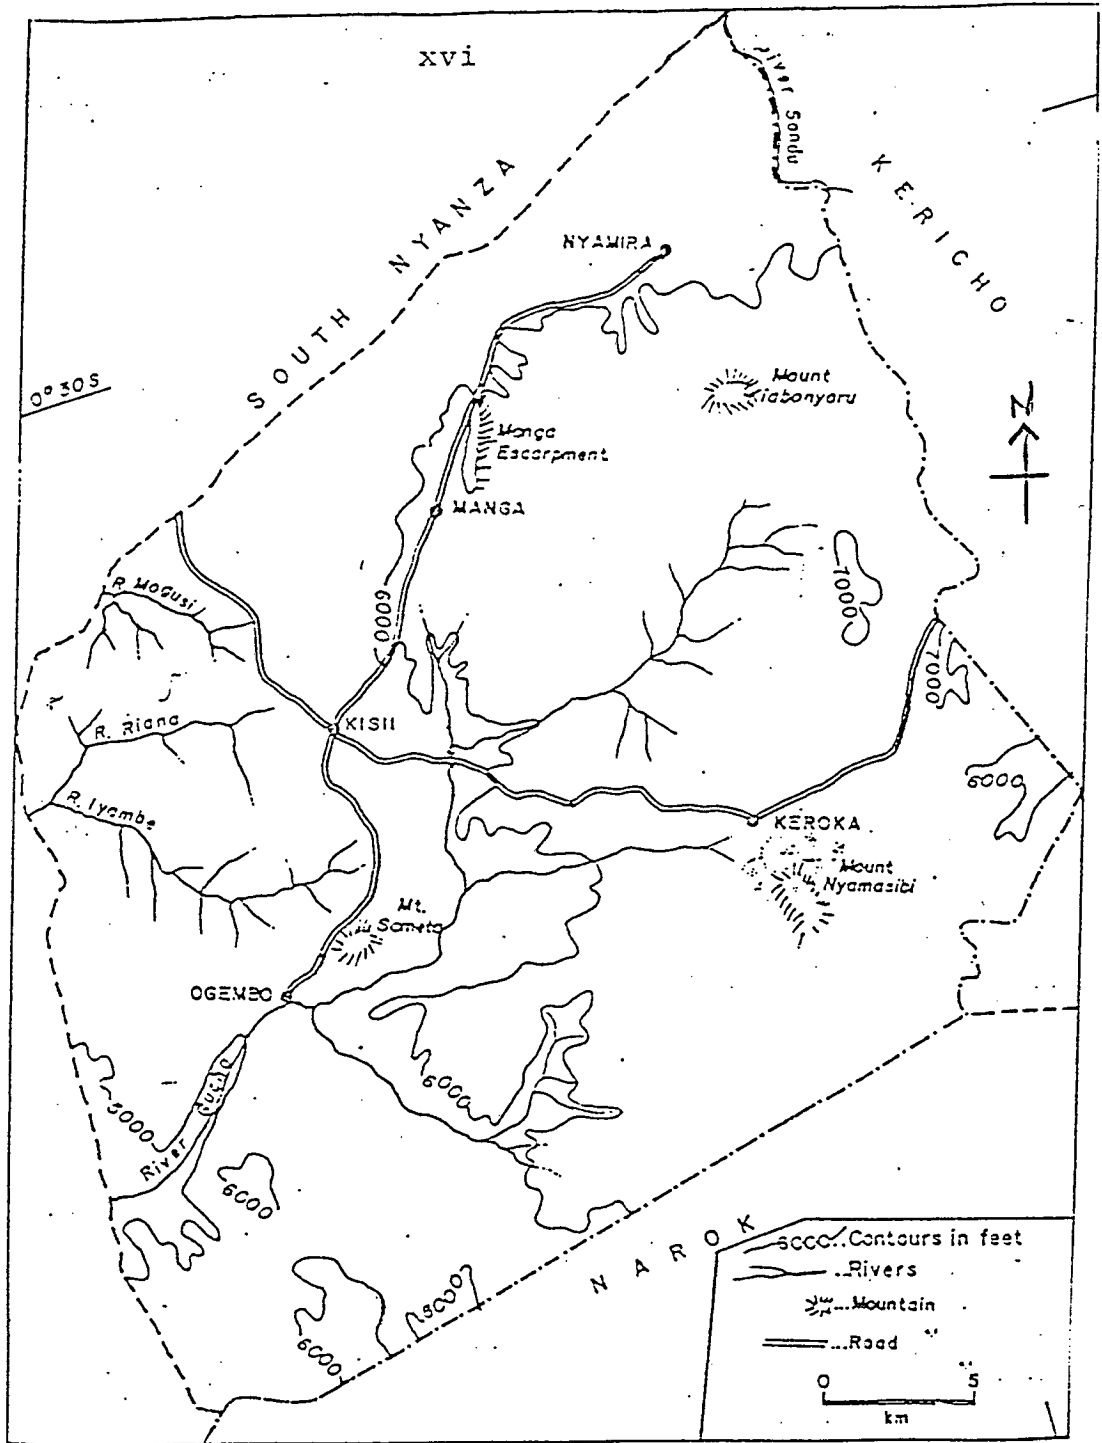 xvi
River Sondu
KERICHO
SOUTH NYANZA
NYAMIRA
0° 30S
Mount
N
Manga
Escarpment
MANGA
7000
R. Mogusi
6000
7000
KISII
R. Riana
6000
R. Iyambe
KEROKA
Mount
Nyamasibi
Mt.
Sameta
OGEMBO
6000
5000
River
6000
NAROK
6000
6000
6000..Contours in feet
...Rivers
...Mountain
...Road
0 5
km